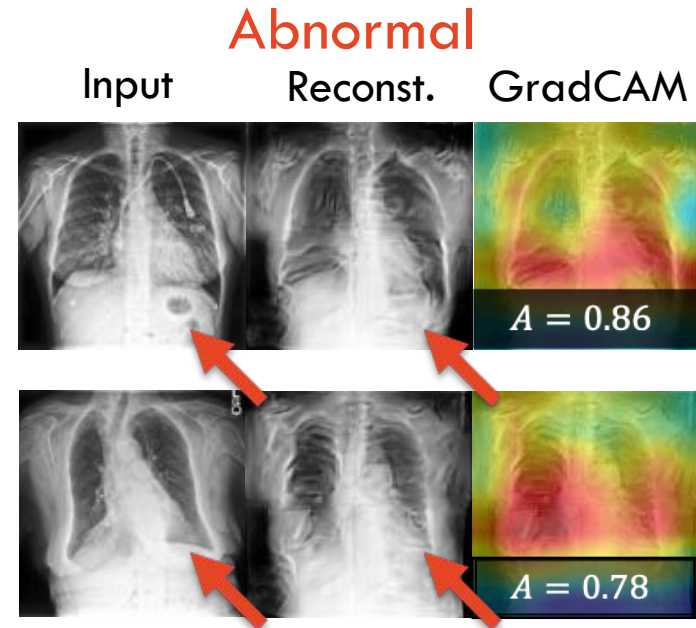 Abnormal
Input Reconst. GradCAM
A = 0.86
A = 0.78